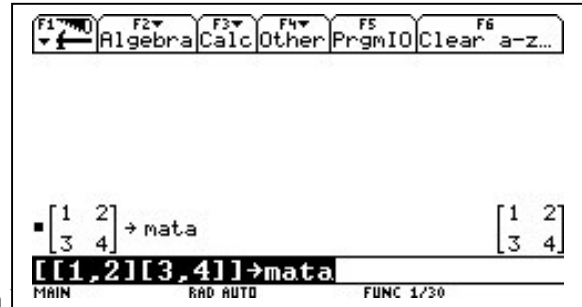 F1 F2 Algebra F3 Calc F4 Other F5 PrgmIO F6 Clear a-z…
[1 2] → mata [1 2]
[3 4] [3 4]
[[1,2][3,4]]→mata
MAIN RAD AUTO FUNC 1/30